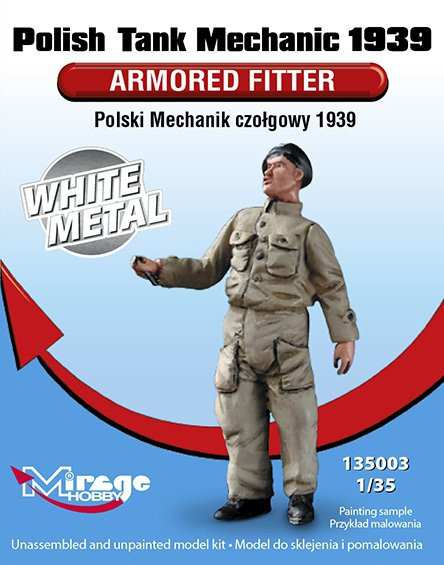 Polish Tank Mechanic 1939
ARMORED FITTER
Polski Mechanik czołgowy 1939
WHITE
METAL
Mirage
HOBBY
135003
1/35
Painting sample
Przykład malowania
Unassembled and unpainted model kit • Model do sklejenia i pomalowania